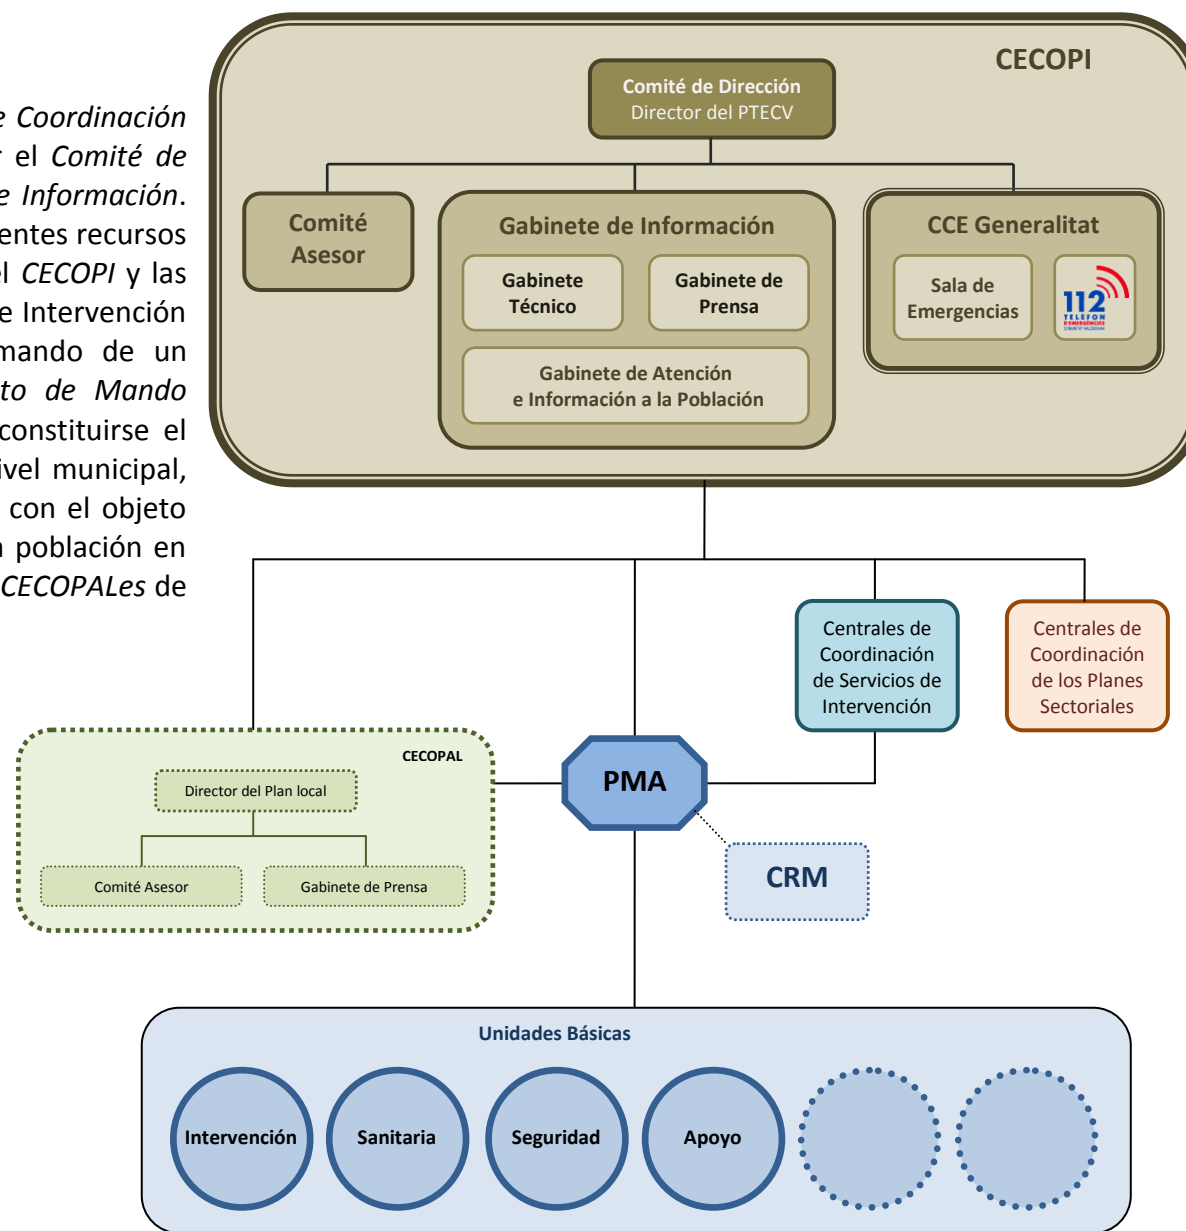 e Coordinación
r el Comité de
e Información.
entes recursos
el CECOPI y las
e Intervención
mando de un
to de Mando
constituirse el
ivel municipal,
con el objeto
a población en
CECOPALes de
CECOPI
Comité de Dirección
Director del PTECV
Comité
Asesor
Gabinete de Información
Gabinete
Técnico
Gabinete de
Prensa
Gabinete de Atención
e Información a la Población
CCE Generalitat
Sala de
Emergencias
112
TELEFON
D'EMERGÈNCIES
COMUNITAT VALENCIANA
Centrales de
Coordinación
de Servicios de
Intervención
Centrales de
Coordinación
de los Planes
Sectoriales
CECOPAL
Director del Plan local
Comité Asesor
Gabinete de Prensa
PMA
CRM
Unidades Básicas
Intervención
Sanitaria
Seguridad
Apoyo